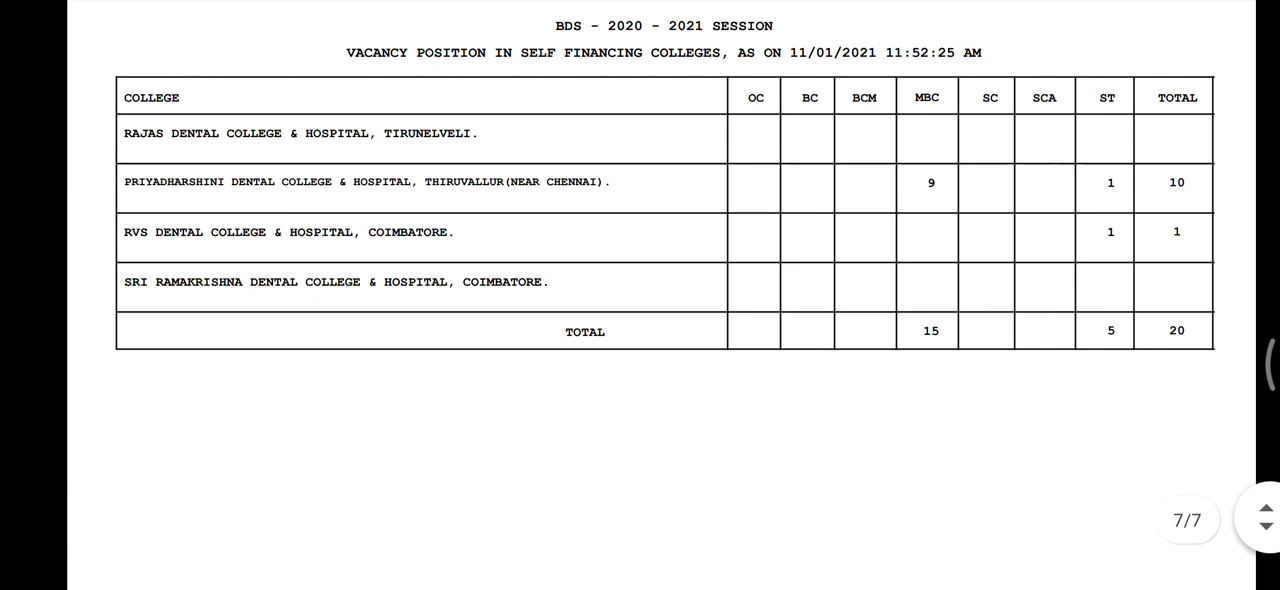 BDS - 2020 - 2021 SESSION
VACANCY POSITION IN SELF FINANCING COLLEGES, AS ON 11/01/2021 11:52:25 AM
COLLEGE OC BC BCM MBC SC SCA ST TOTAL
RAJAS DENTAL COLLEGE & HOSPITAL, TIRUNELVELI.
PRIYADHARSHINI DENTAL COLLEGE & HOSPITAL, THIRUVALLUR(NEAR CHENNAI). 9 1 10
RVS DENTAL COLLEGE & HOSPITAL, COIMBATORE. 1 1
SRI RAMAKRISHNA DENTAL COLLEGE & HOSPITAL, COIMBATORE.
TOTAL 15 5 20
7/7